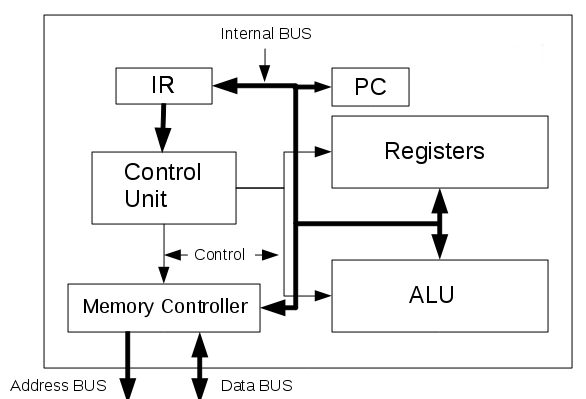 Internal BUS
IR
PC
Registers
Control
Unit
Control
Memory Controller
ALU
Address BUS
Data BUS